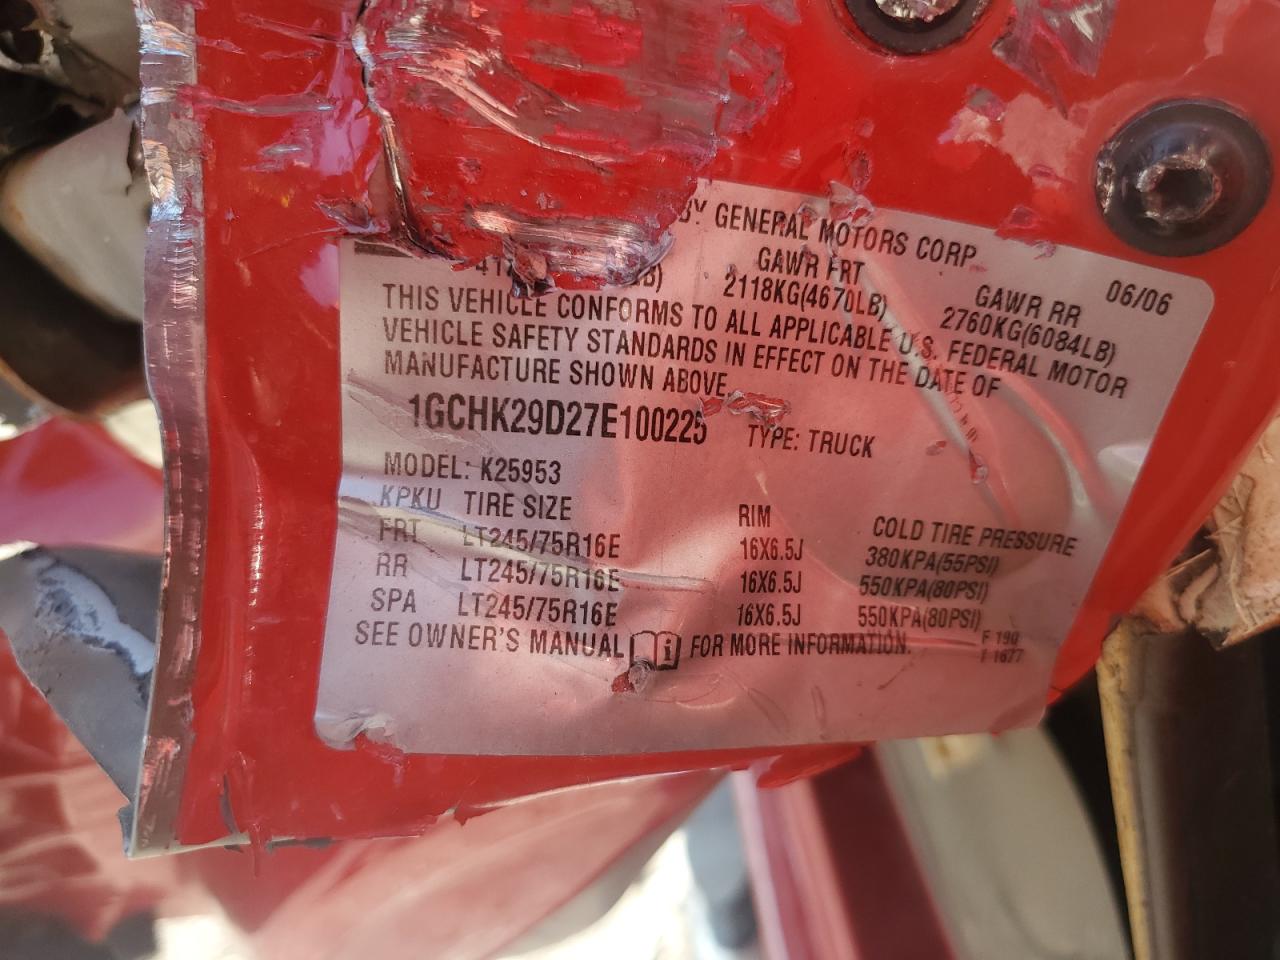 BY GENERAL MOTORS CORP
06/06
GAWR FRT GAWR RR
2118KG(4670LB) 2760KG(6084LB)
THIS VEHICLE CONFORMS TO ALL APPLICABLE U.S. FEDERAL MOTOR
VEHICLE SAFETY STANDARDS IN EFFECT ON THE DATE OF
MANUFACTURE SHOWN ABOVE.
1GCHK29D27E100225 TYPE: TRUCK
MODEL: K25953
KPKU TIRE SIZE RIM COLD TIRE PRESSURE
FRT LT245/75R16E 16X6.5J 380KPA(55PSI)
RR LT245/75R16E 16X6.5J 550KPA(80PSI)
SPA LT245/75R16E 16X6.5J 550KPA(80PSI)
SEE OWNER'S MANUAL FOR MORE INFORMATION. F 190
F 1677